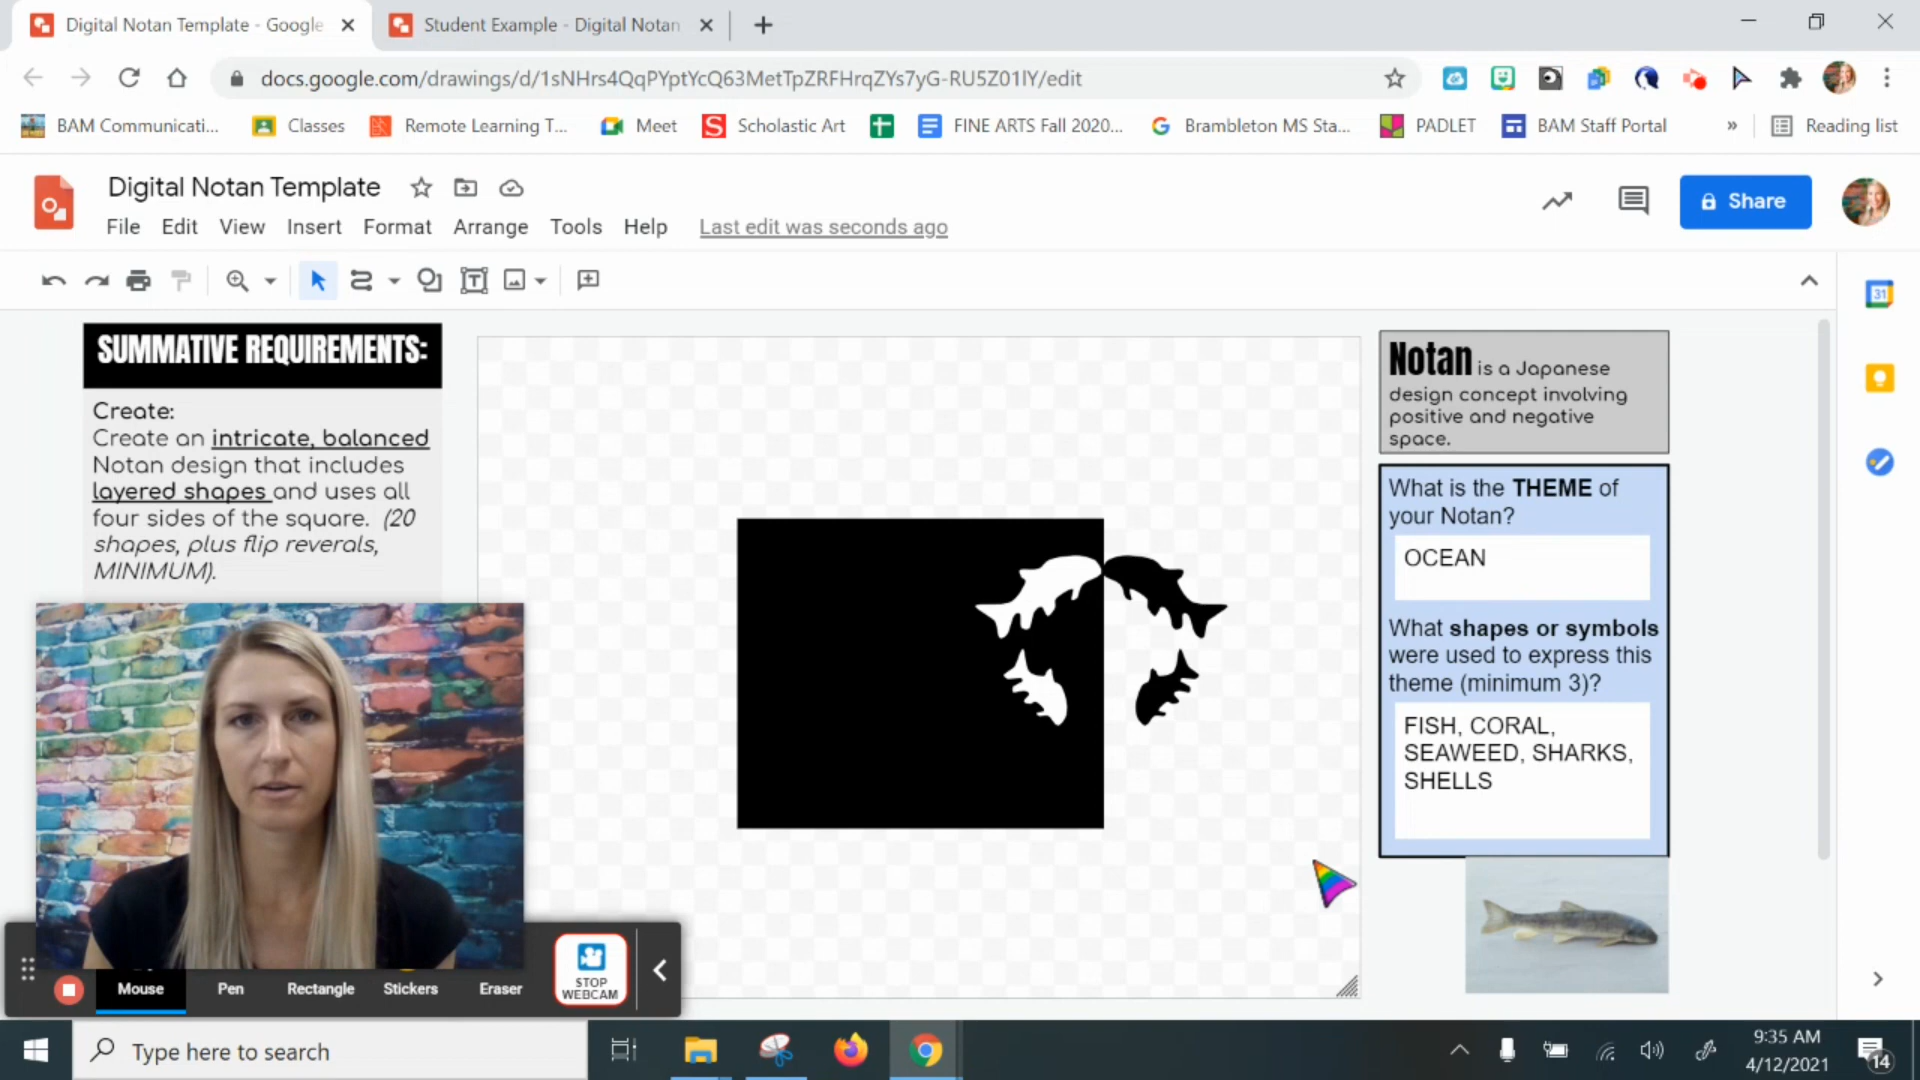 Digital Notan Template - Google
Student Example - Digital Notan
docs.google.com/drawings/d/1sNHrs4QqPYptYcQ63MetTpZRFHrqZYs7yG-RU5Z01lY/edit
BAM Communicati...
Classes
Remote Learning T...
Meet
Scholastic Art
FINE ARTS Fall 2020...
Brambleton MS Sta...
PADLET
BAM Staff Portal
»
Reading list
Digital Notan Template
File Edit View Insert Format Arrange Tools Help Last edit was seconds ago
Share
31
SUMMATIVE REQUIREMENTS:
Create:
Create an intricate, balanced
Notan design that includes
layered shapes and uses all
four sides of the square. (20
shapes, plus flip reverals,
MINIMUM).
Notan is a Japanese
design concept involving
positive and negative
space.
What is the THEME of
your Notan?
OCEAN
What shapes or symbols
were used to express this
theme (minimum 3)?
FISH, CORAL,
SEAWEED, SHARKS,
SHELLS
Mouse Pen Rectangle Stickers Eraser
STOP
WEBCAM
Type here to search
9:35 AM
4/12/2021
14